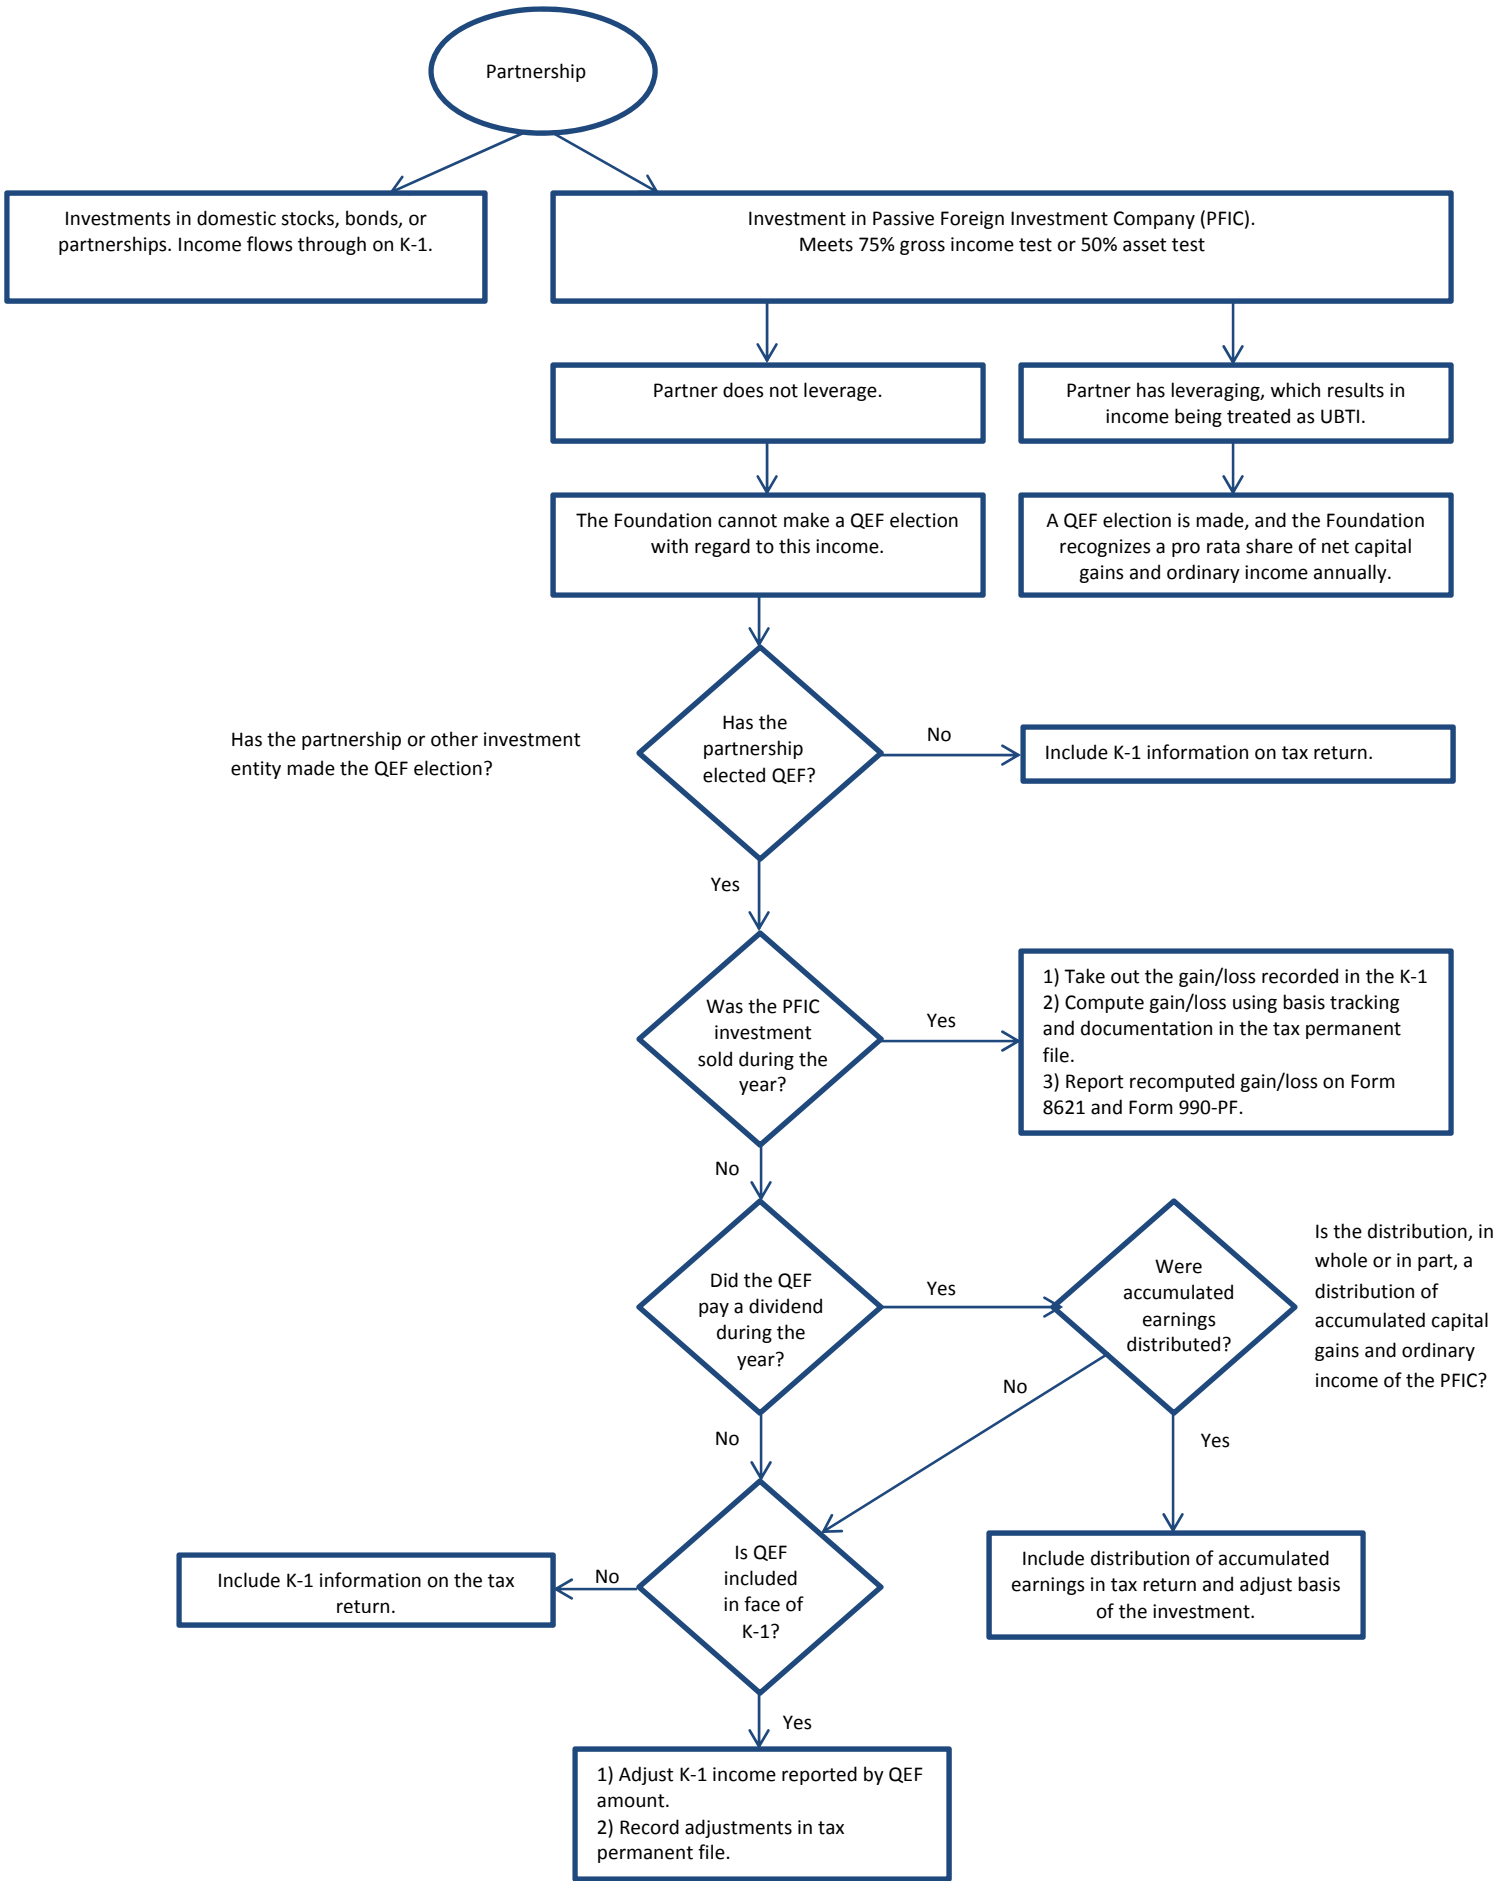 Partnership
Investments in domestic stocks, bonds, or
partnerships. Income flows through on K-1.
Investment in Passive Foreign Investment Company (PFIC).
Meets 75% gross income test or 50% asset test
Partner does not leverage.
Partner has leveraging, which results in
income being treated as UBTI.
The Foundation cannot make a QEF election
with regard to this income.
A QEF election is made, and the Foundation
recognizes a pro rata share of net capital
gains and ordinary income annually.
Has the partnership or other investment
entity made the QEF election?
Has the
partnership
elected QEF?
No
Include K-1 information on tax return.
Yes
Was the PFIC
investment
sold during the
year?
Yes
1) Take out the gain/loss recorded in the K-1
2) Compute gain/loss using basis tracking
and documentation in the tax permanent
file.
3) Report recomputed gain/loss on Form
8621 and Form 990-PF.
No
Did the QEF
pay a dividend
during the
year?
Yes
Were
accumulated
earnings
distributed?
Is the distribution, in
whole or in part, a
distribution of
accumulated capital
gains and ordinary
income of the PFIC?
No
No
Yes
Is QEF
included
in face of
K-1?
No
Include K-1 information on the tax
return.
Include distribution of accumulated
earnings in tax return and adjust basis
of the investment.
Yes
1) Adjust K-1 income reported by QEF
amount.
2) Record adjustments in tax
permanent file.